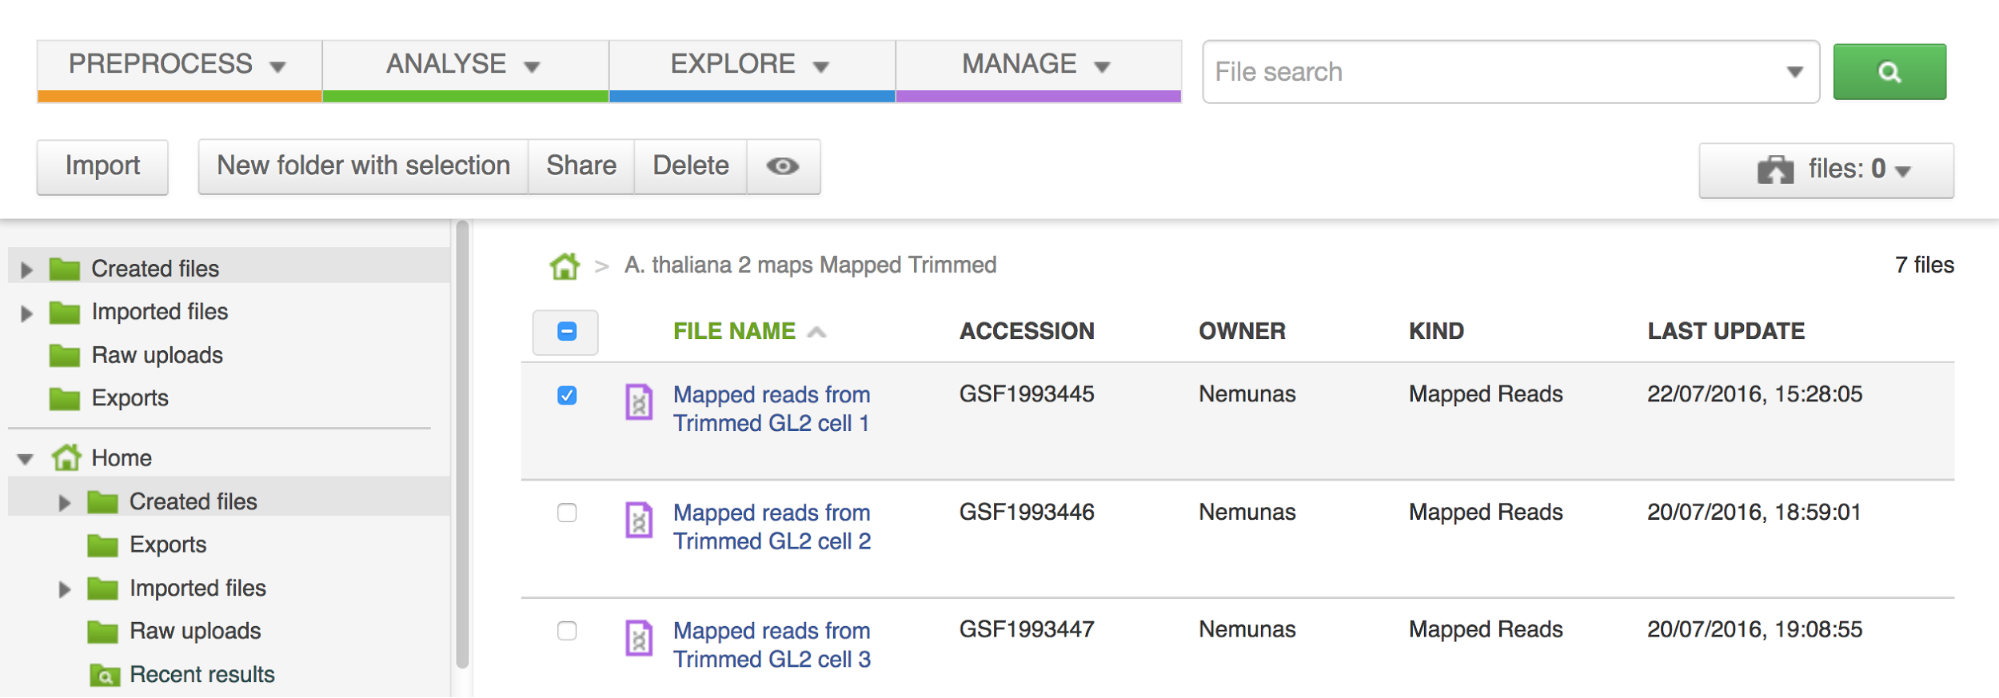 PREPROCESS ANALYSE EXPLORE MANAGE File search
Import New folder with selection Share Delete files: 0
Created files
Imported files
Raw uploads
Exports
Home
Created files
Exports
Imported files
Raw uploads
Recent results
> A. thaliana 2 maps Mapped Trimmed 7 files
FILE NAME ACCESSION OWNER KIND LAST UPDATE
Mapped reads from GSF1993445 Nemunas Mapped Reads 22/07/2016, 15:28:05
Trimmed GL2 cell 1
Mapped reads from GSF1993446 Nemunas Mapped Reads 20/07/2016, 18:59:01
Trimmed GL2 cell 2
Mapped reads from GSF1993447 Nemunas Mapped Reads 20/07/2016, 19:08:55
Trimmed GL2 cell 3